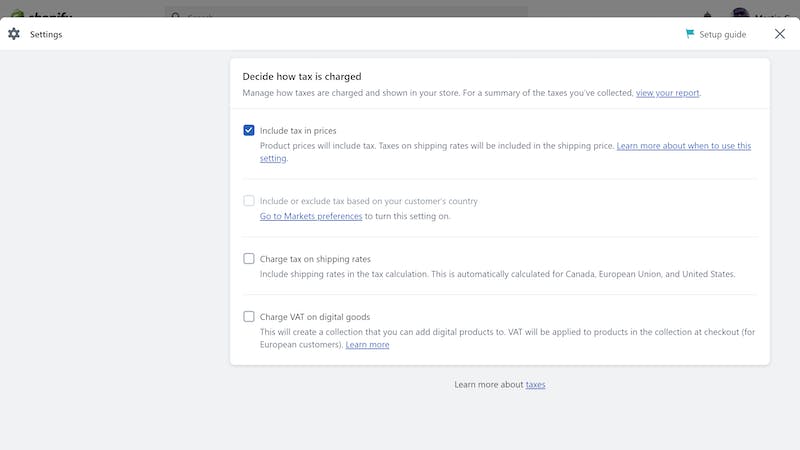 shopify
Search
Settings
Setup guide
Decide how tax is charged
Manage how taxes are charged and shown in your store. For a summary of the taxes you've collected, view your report.
Include tax in prices
Product prices will include tax. Taxes on shipping rates will be included in the shipping price. Learn more about when to use this
setting.
Include or exclude tax based on your customer's country
Go to Markets preferences to turn this setting on.
Charge tax on shipping rates
Include shipping rates in the tax calculation. This is automatically calculated for Canada, European Union, and United States.
Charge VAT on digital goods
This will create a collection that you can add digital products to. VAT will be applied to products in the collection at checkout (for
European customers). Learn more
Learn more about taxes